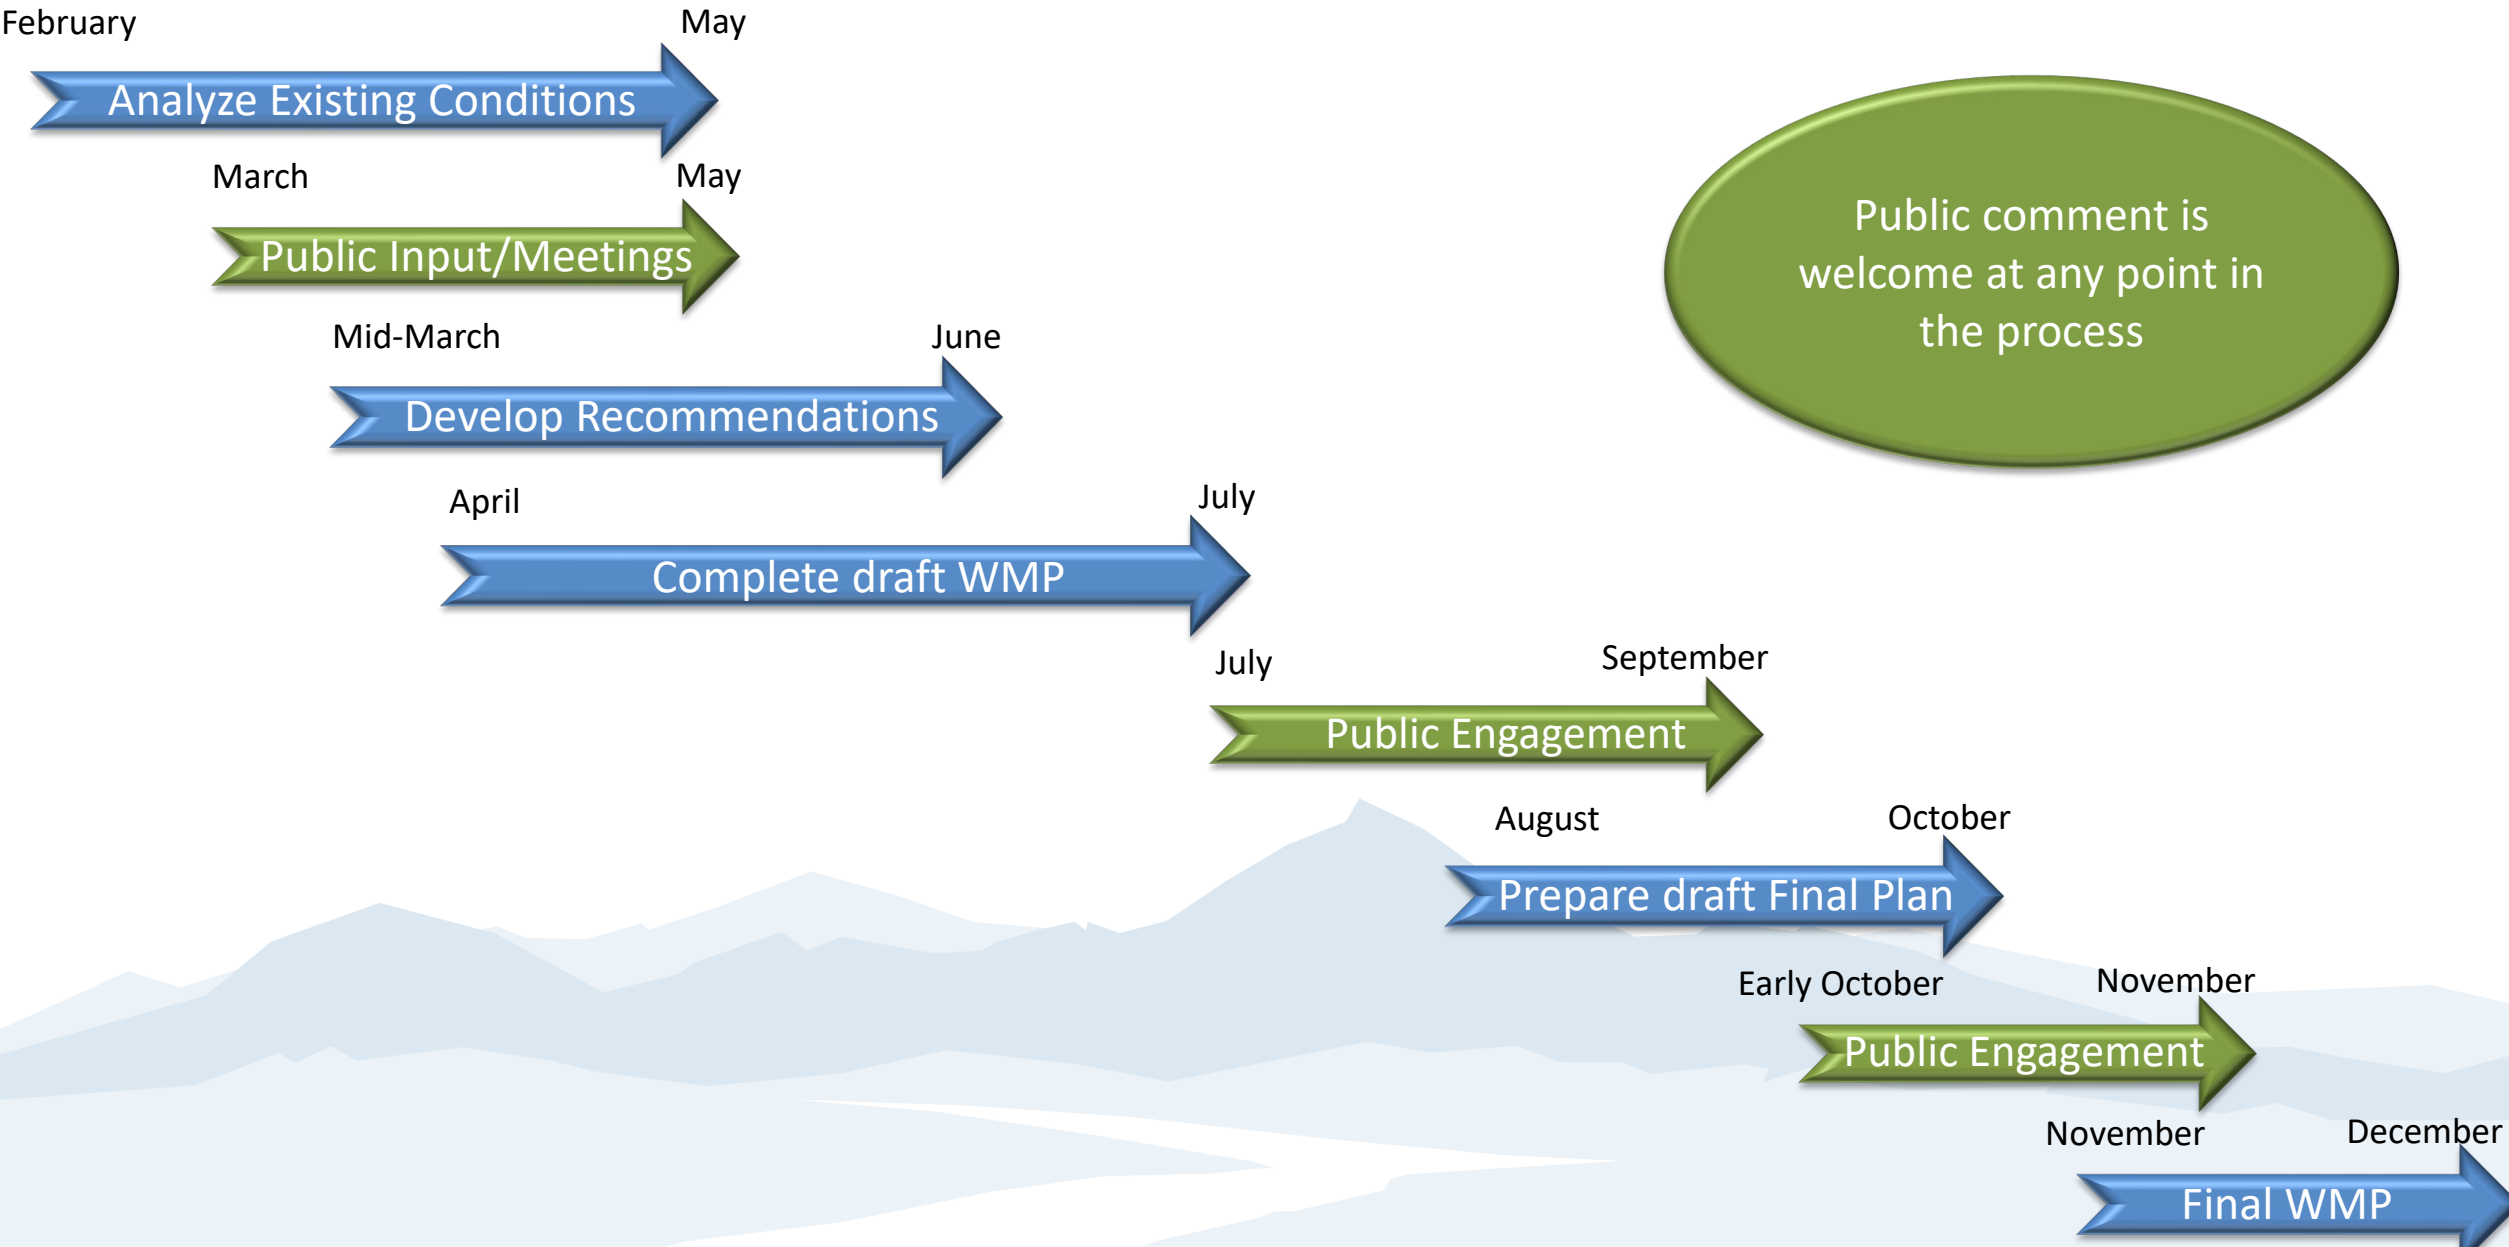 February May
Analyze Existing Conditions
March May
Public Input/Meetings
Mid-March June
Develop Recommendations
April July
Complete draft WMP
July September
Public Engagement
August October
Prepare draft Final Plan
Early October November
Public Engagement
November December
Final WMP
Public comment is
welcome at any point in
the process